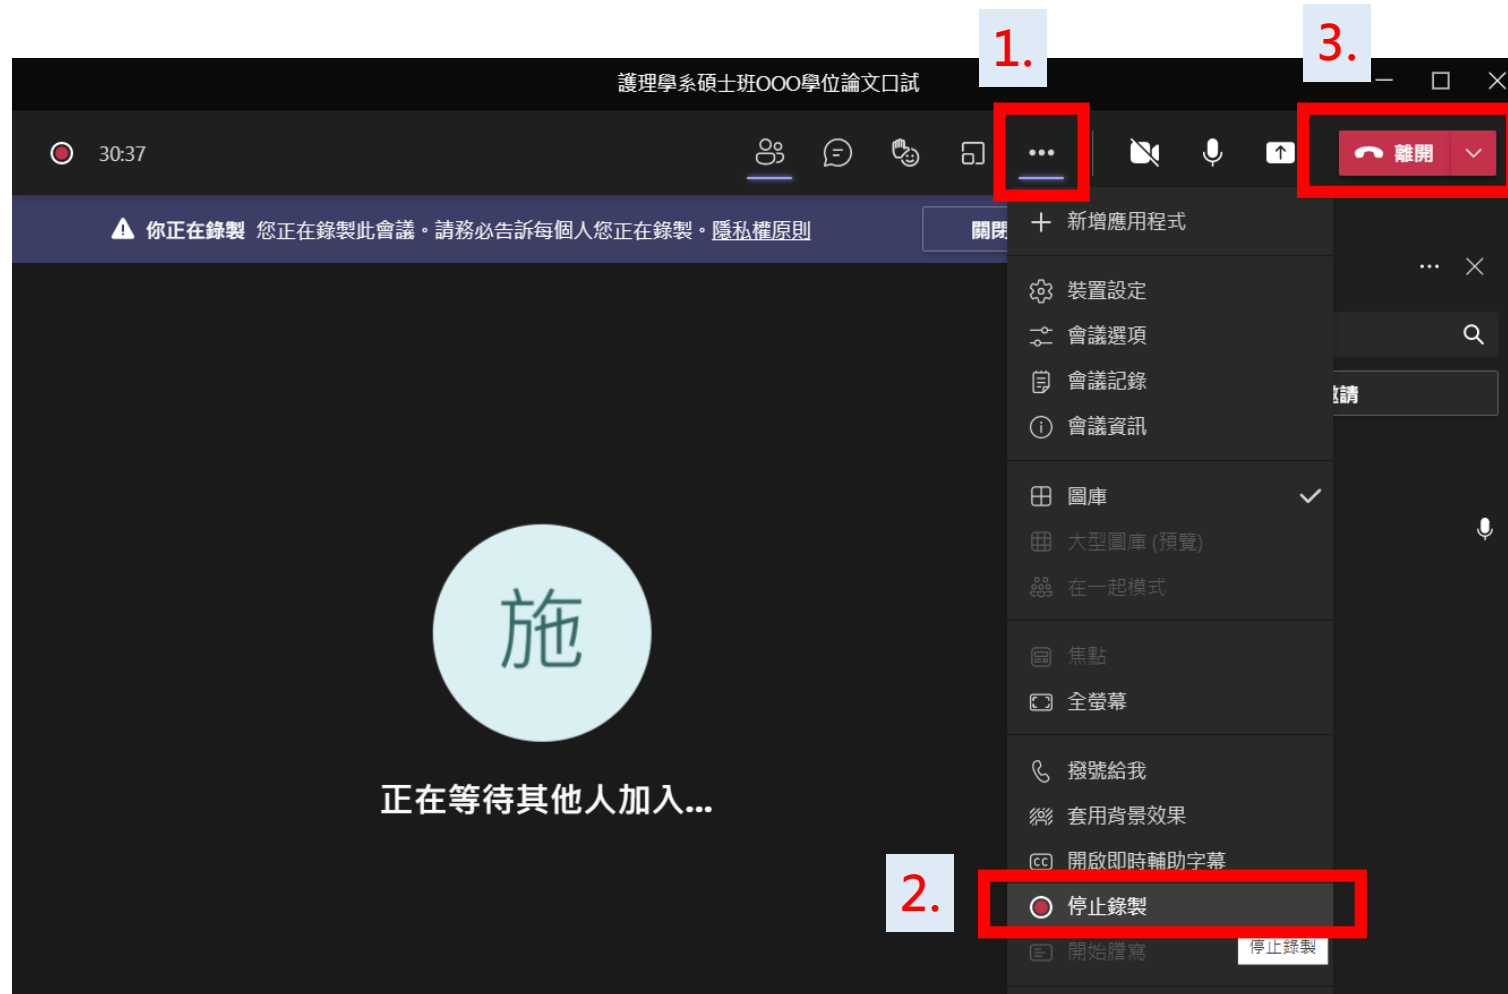 1.
3.
護理學系碩士班OOO學位論文口試
30:37
離開
你正在錄製 您正在錄製此會議。請務必告訴每個人您正在錄製。隱私權原則
關閉
新增應用程式
裝置設定
會議選項
會議記錄
會議資訊
邀請
圖庫
大型圖庫 (預覽)
在一起模式
施
焦點
全螢幕
正在等待其他人加入...
撥號給我
套用背景效果
開啟即時輔助字幕
2.
停止錄製
開始謄寫
停止錄製